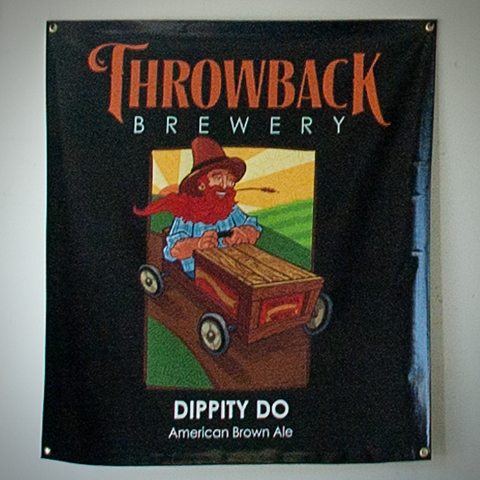 THROWBACK
BREWERY
DIPPITY DO
American Brown Ale